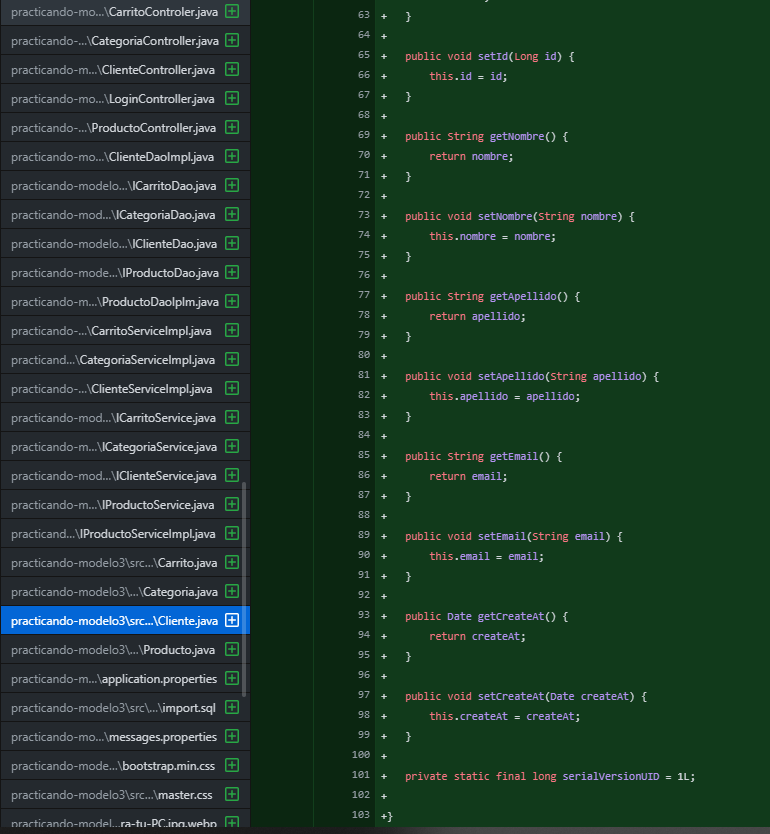 practicando-mo...\CarritoControler.java
practicando-...\CategoriaController.java
practicando-m...\ClienteController.java
practicando-mo...\LoginController.java
practicando-...\ProductoController.java
practicando-mo...\ClienteDaoImpl.java
practicando-modelo...\ICarritoDao.java
practicando-mod...\ICategoriaDao.java
practicando-modelo...\IClienteDao.java
practicando-mode...\IProductoDao.java
practicando-m...\ProductoDaoIplm.java
practicando-...\CarritoServiceImpl.java
practicand...\CategoriaServiceImpl.java
practicando-...\ClienteServiceImpl.java
practicando-mod...\ICarritoService.java
practicando-m...\ICategoriaService.java
practicando-mod...\IClienteService.java
practicando-m...\IProductoService.java
practicand...\IProductoServiceImpl.java
practicando-modelo3\src...\Carrito.java
practicando-modelo3\...\Categoria.java
practicando-modelo3\src...\Cliente.java
practicando-modelo3\...\Producto.java
practicando-m...\application.properties
practicando-modelo3\src\...\import.sql
practicando-mo...\messages.properties
practicando-mode...\bootstrap.min.css
practicando-modelo3\src...\master.css
practicando-model...ra-tu-PC.jpg.webp
63 + }
64 +
65 + public void setId(Long id) {
66 + this.id = id;
67 + }
68 +
69 + public String getNombre() {
70 + return nombre;
71 + }
72 +
73 + public void setNombre(String nombre) {
74 + this.nombre = nombre;
75 + }
76 +
77 + public String getApellido() {
78 + return apellido;
79 + }
80 +
81 + public void setApellido(String apellido) {
82 + this.apellido = apellido;
83 + }
84 +
85 + public String getEmail() {
86 + return email;
87 + }
88 +
89 + public void setEmail(String email) {
90 + this.email = email;
91 + }
92 +
93 + public Date getCreateAt() {
94 + return createAt;
95 + }
96 +
97 + public void setCreateAt(Date createAt) {
98 + this.createAt = createAt;
99 + }
100 +
101 + private static final long serialVersionUID = 1L;
102 +
103 +}